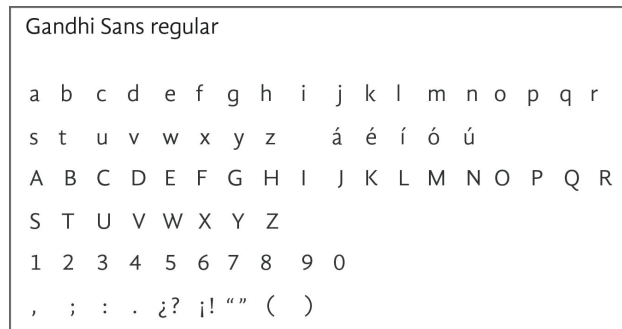 Gandhi Sans regular
a b c d e f g h i j k l m n o p q r
s t u v w x y z á é í ó ú
A B C D E F G H I J K L M N O P Q R
S T U V W X Y Z
1 2 3 4 5 6 7 8 9 0
, ; : . ¿? ¡! “” ( )